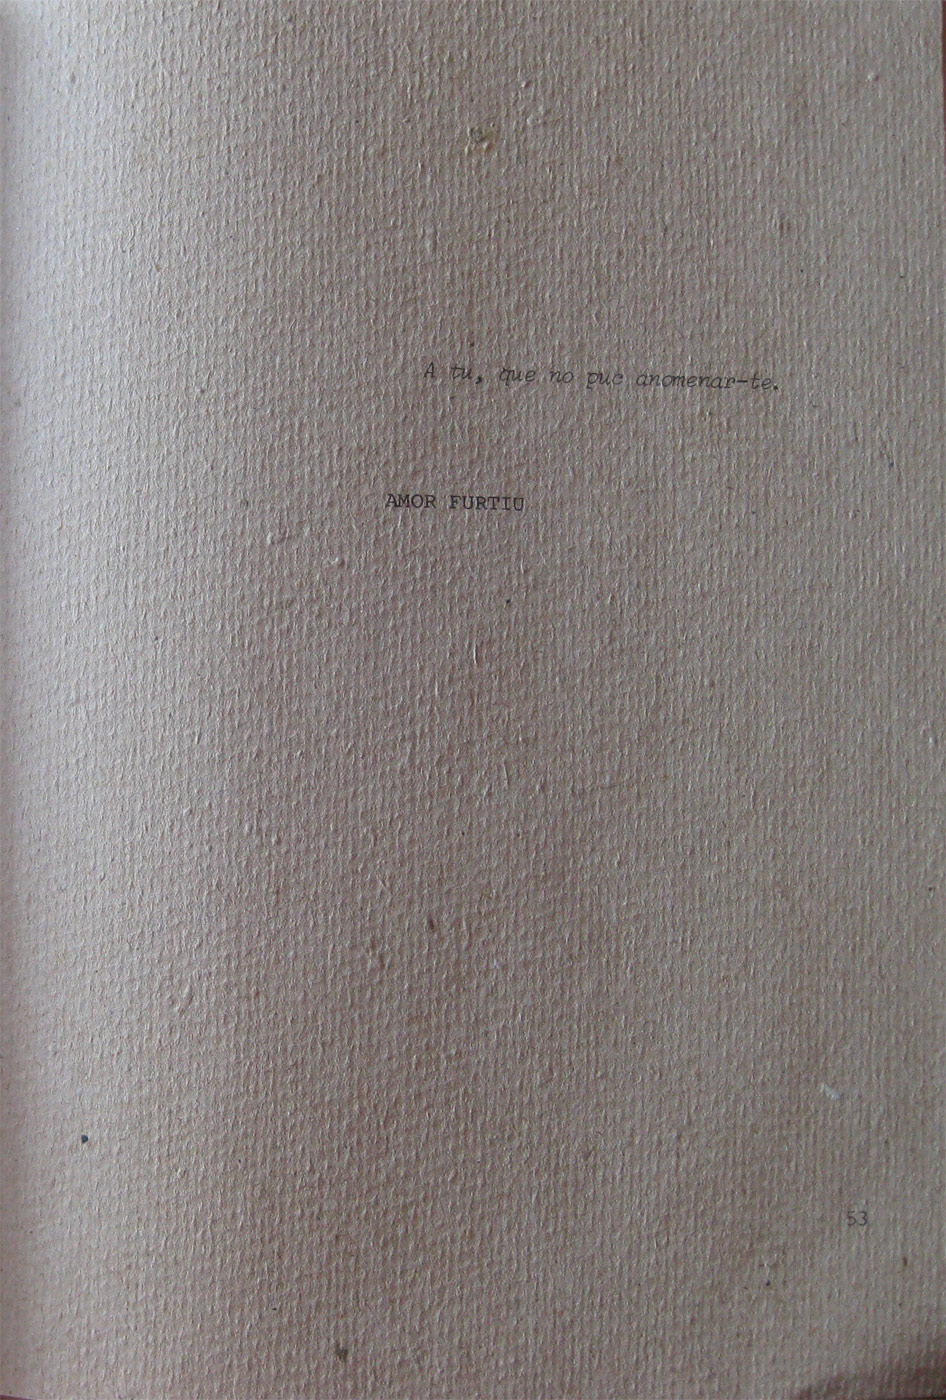 A tu, que no puc anomenar-te.
AMOR FURTIU
53